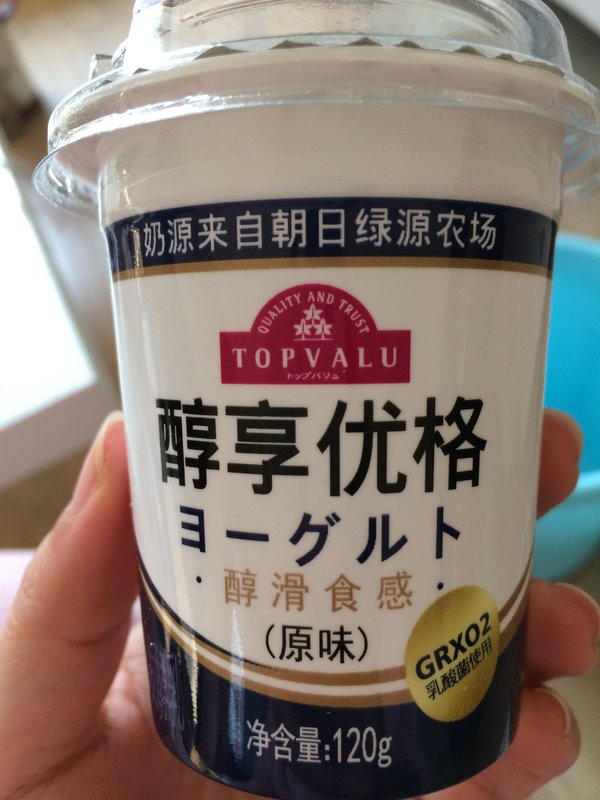 奶源来自朝日绿源农场
QUALITY AND TRUST
TOPVALU
トップバリュ
醇享优格
ヨーグルト
·醇滑食感·
(原味)
GRX02
乳酸菌使用
净含量:120g